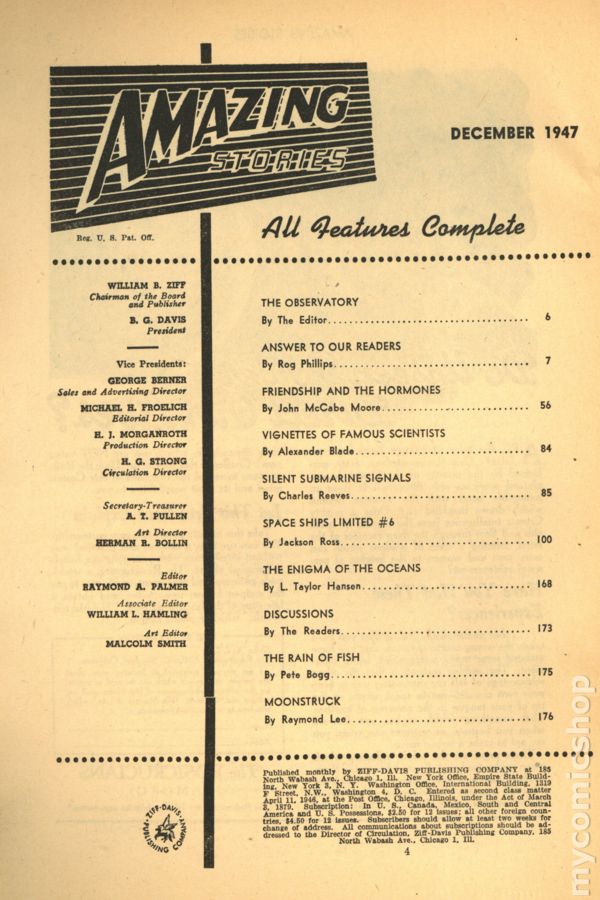 AMAZING
STORIES
DECEMBER 1947
Reg. U. S. Pat. Off.
All Features Complete
WILLIAM B. ZIFF
Chairman of the Board
and Publisher
B. G. DAVIS
President
Vice Presidents:
GEORGE BERNER
Sales and Advertising Director
MICHAEL H. FROELICH
Editorial Director
H. J. MORGANROTH
Production Director
H. G. STRONG
Circulation Director
Secretary-Treasurer
A. T. PULLEN
Art Director
HERMAN R. BOLLIN
Editor
RAYMOND A. PALMER
Associate Editor
WILLIAM L. HAMLING
Art Editor
MALCOLM SMITH
THE OBSERVATORY
By The Editor........................................ 6
ANSWER TO OUR READERS
By Rog Phillips........................................ 7
FRIENDSHIP AND THE HORMONES
By John McCabe Moore........................................ 56
VIGNETTES OF FAMOUS SCIENTISTS
By Alexander Blade........................................ 84
SILENT SUBMARINE SIGNALS
By Charles Reeves........................................ 85
SPACE SHIPS LIMITED #6
By Jackson Ross........................................ 100
THE ENIGMA OF THE OCEANS
By L. Taylor Hansen........................................ 168
DISCUSSIONS
By The Readers........................................ 173
THE RAIN OF FISH
By Pete Bogg........................................ 175
MOONSTRUCK
By Raymond Lee........................................ 176
ZIFF-DAVIS
PUBLISHING COMPANY
Published monthly by ZIFF-DAVIS PUBLISHING COMPANY at 185
North Wabash Ave., Chicago 1, Ill. New York Office, Empire State Build-
ing, New York 3, N. Y. Washington Office, International Building, 1319
F Street, N.W., Washington 4, D. C. Entered as second class matter
April 11, 1946, at the Post Office, Chicago, Illinois, under the Act of March
3, 1879. Subscription: In U. S., Canada, Mexico, South and Central
America and U. S. Possessions, $2.50 for 12 issues; all other foreign coun-
tries, $4.50 for 12 issues. Subscribers should allow at least two weeks for
change of address. All communications about subscriptions should be ad-
dressed to the Director of Circulation, Ziff-Davis Publishing Company, 185
North Wabash Ave., Chicago 1, Ill.
4
mycomicshop